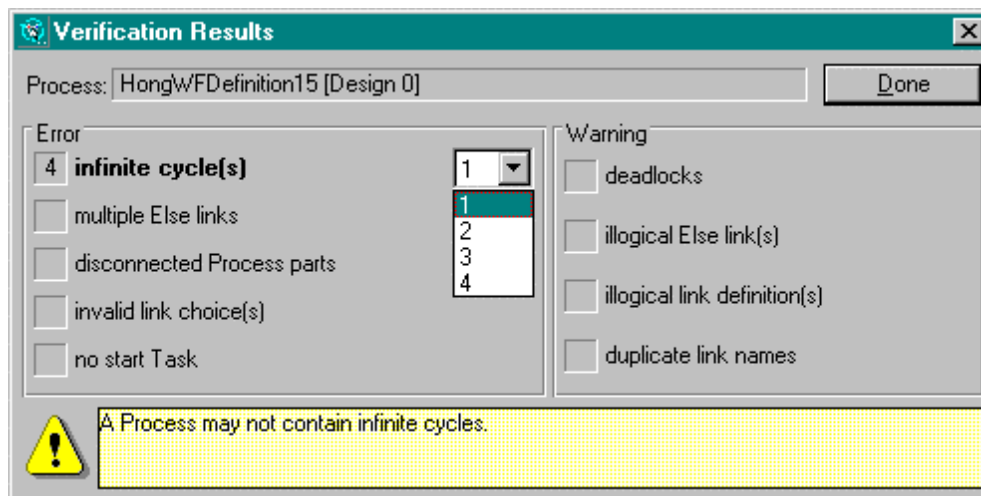 Verification Results
Process: HongWFDefinition15 [Design 0]
Done
Error
4 infinite cycle(s) 1
1
2
3
4
multiple Else links
disconnected Process parts
invalid link choice(s)
no start Task
Warning
deadlocks
illogical Else link(s)
illogical link definition(s)
duplicate link names
A Process may not contain infinite cycles.